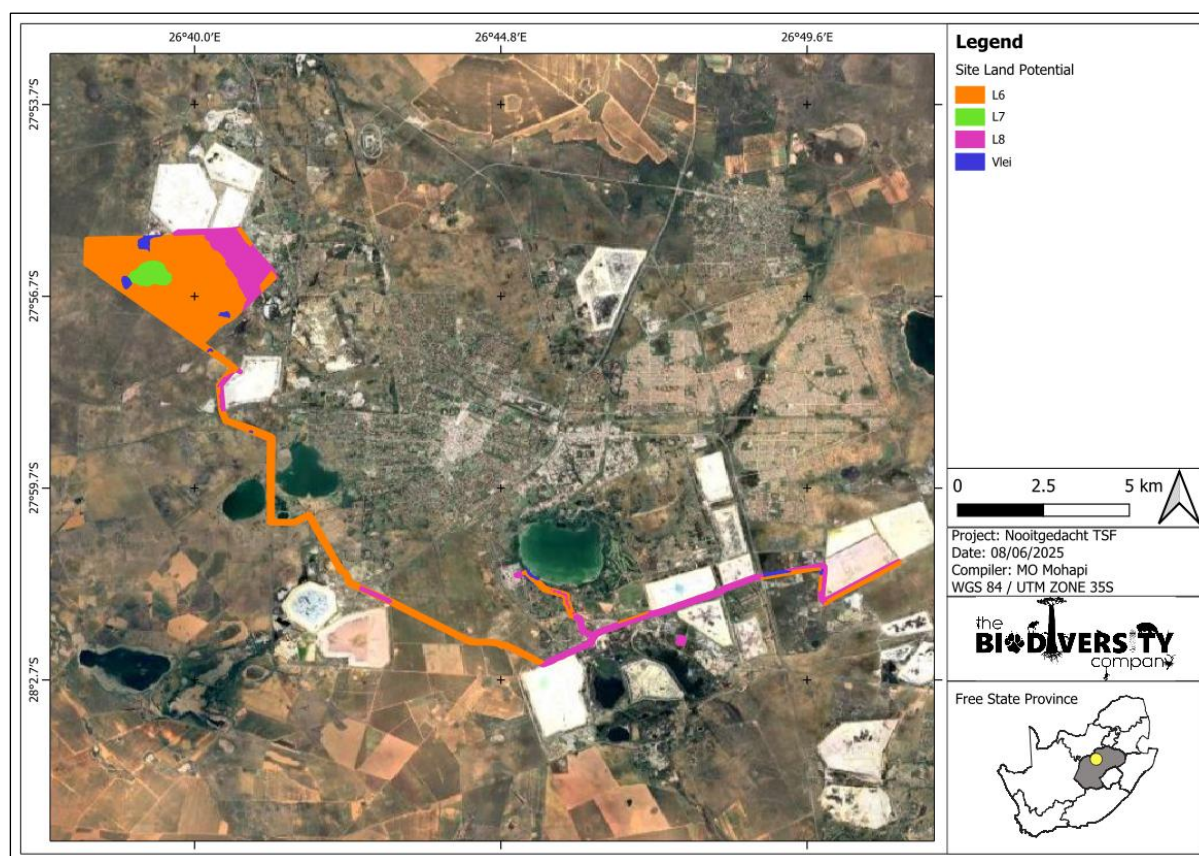 26°40.0'E 26°44.8'E 26°49.6'E
27°53.7'S
27°56.7'S
27°59.7'S
28°2.7'S
Legend
Site Land Potential
L6
L7
L8
Vlei
0 2.5 5 km
Project: Nooitgedacht TSF
Date: 08/06/2025
Compiler: MO Mohapi
WGS 84 / UTM ZONE 35S
the
BIODIVERSITY
company
Free State Province